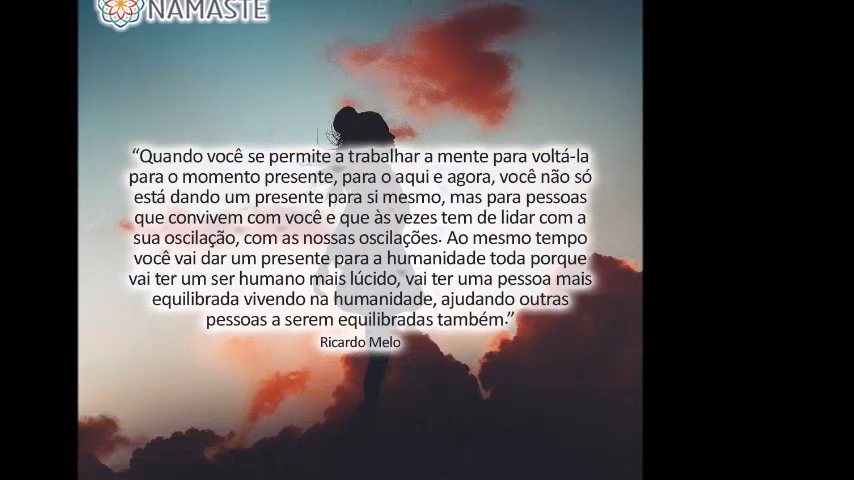 NAMASTÊ
“Quando você se permite a trabalhar a mente para voltá-la
para o momento presente, para o aqui e agora, você não só
está dando um presente para si mesmo, mas para pessoas
que convivem com você e que às vezes tem de lidar com a
sua oscilação, com as nossas oscilações. Ao mesmo tempo
você vai dar um presente para a humanidade toda porque
vai ter um ser humano mais lúcido, vai ter uma pessoa mais
equilibrada vivendo na humanidade, ajudando outras
pessoas a serem equilibradas também.”
Ricardo Melo